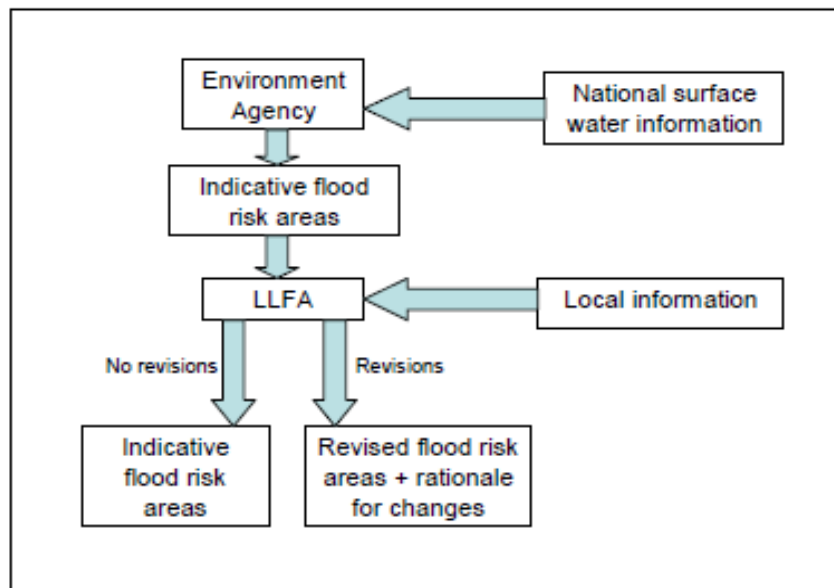 Environment
Agency
National surface
water information
Indicative flood
risk areas
LLFA
Local information
No revisions
Revisions
Indicative
flood risk
areas
Revised flood risk
areas + rationale
for changes